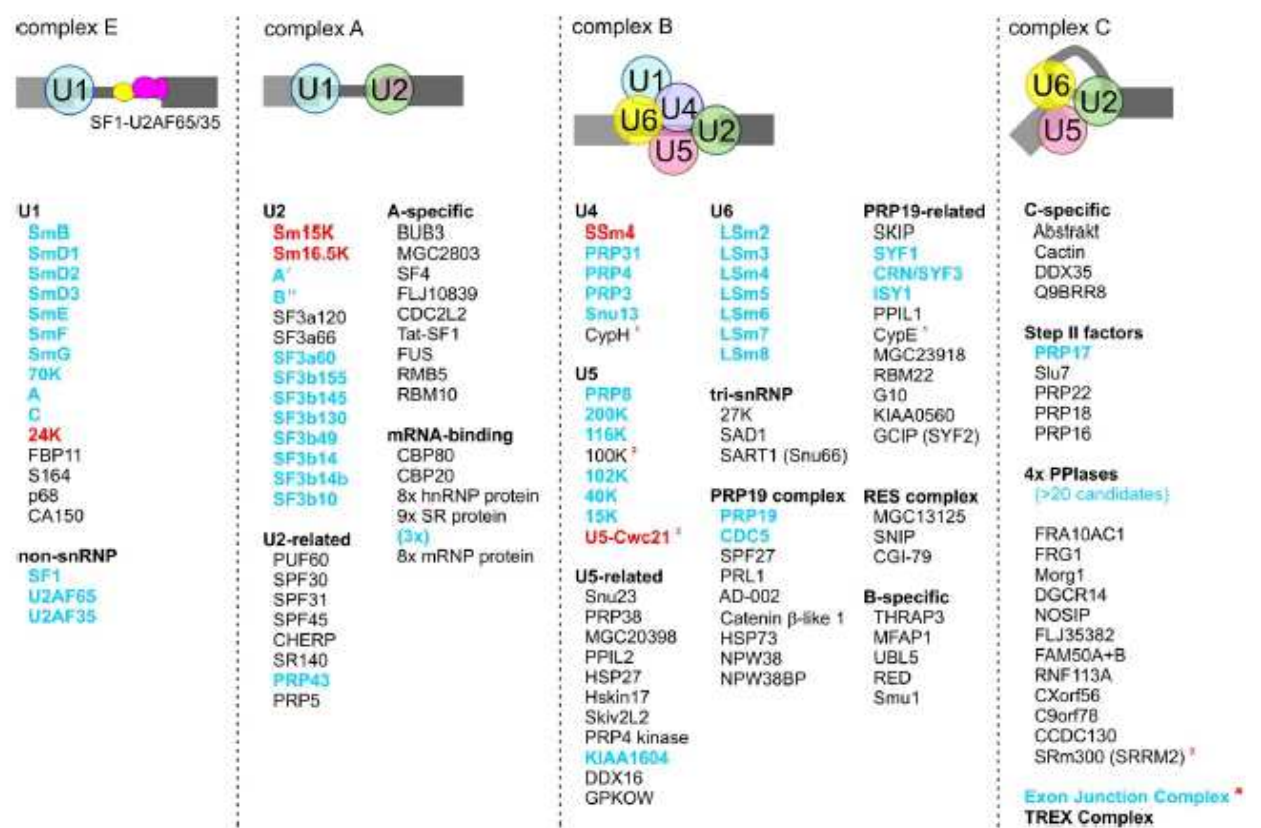 complex E
U1
SF1-U2AF65/35
U1
SmB
SmD1
SmD2
SmD3
SmE
SmF
SmG
70K
A
C
24K
FBP11
S164
p68
CA150
non-snRNP
SF1
U2AF65
U2AF35
complex A
U1
U2
U2
Sm15K
Sm16.5K
A'
B''
SF3a120
SF3a66
SF3a60
SF3b155
SF3b145
SF3b130
SF3b49
SF3b14
SF3b14b
SF3b10
U2-related
PUF60
SPF30
SPF31
SPF45
CHERP
SR140
PRP43
PRP5
A-specific
BUB3
MGC2803
SF4
FLJ10839
CDC2L2
Tat-SF1
FUS
RMB5
RBM10
mRNA-binding
CBP80
CBP20
8x hnRNP protein
9x SR protein
(3x)
8x mRNP protein
complex B
U1
U4
U6
U2
U5
U4
SSm4
PRP31
PRP4
PRP3
Snu13
CypH
U5
PRP8
200K
116K
100K
102K
40K
15K
U5-Cwc21
U5-related
Snu23
PRP38
MGC20398
PPIL2
HSP27
Hskin17
Skiv2L2
PRP4 kinase
KIAA1604
DDX16
GPKOW
U6
LSm2
LSm3
LSm4
LSm5
LSm6
LSm7
LSm8
tri-snRNP
27K
SAD1
SART1 (Snu66)
PRP19 complex
PRP19
CDC5
SPF27
PRL1
AD-002
Catenin β-like 1
HSP73
NPW38
NPW38BP
PRP19-related
SKIP
SYF1
CRN/SYF3
ISY1
PPIL1
CypE
MGC23918
RBM22
G10
KIAA0560
GCIP (SYF2)
RES complex
MGC13125
SNIP
CGI-79
B-specific
THRAP3
MFAP1
UBL5
RED
Smu1
complex C
U6
U2
U5
C-specific
Abstrakt
Cactin
DDX35
Q9BRR8
Step II factors
PRP17
Slu7
PRP22
PRP18
PRP16
4x PPIases
(>20 candidates)
FRA10AC1
FRG1
Morg1
DGCR14
NOSIP
FLJ35382
FAM50A+B
RNF113A
CXorf56
C9orf78
CCDC130
SRm300 (SRRM2)
Exon Junction Complex
TREX Complex